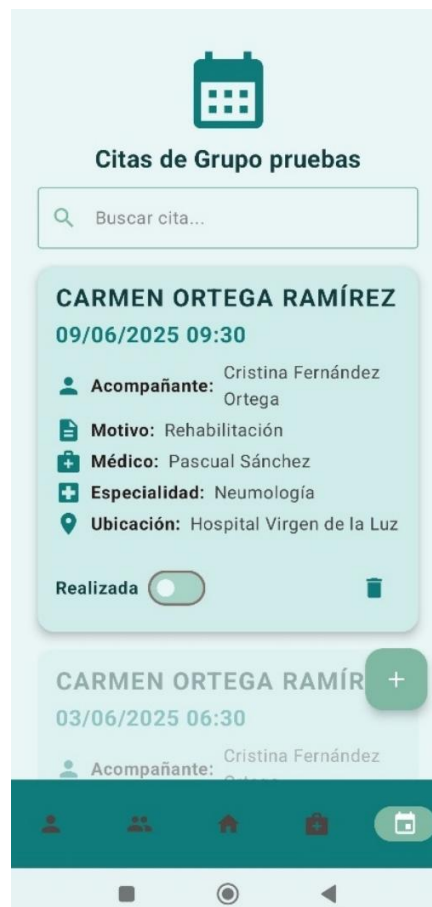 Citas de Grupo pruebas
Buscar cita...
CARMEN ORTEGA RAMÍREZ
09/06/2025 09:30
Acompañante: Cristina Fernández
Ortega
Motivo: Rehabilitación
Médico: Pascual Sánchez
Especialidad: Neumología
Ubicación: Hospital Virgen de la Luz
Realizada
CARMEN ORTEGA RAMÍR
03/06/2025 06:30
Acompañante: Cristina Fernández